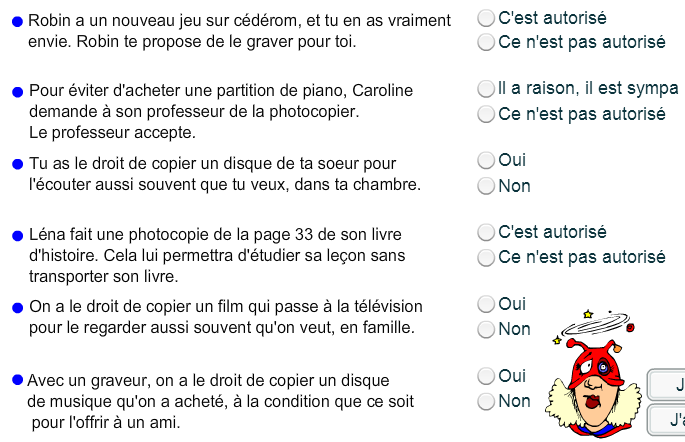 Robin a un nouveau jeu sur cédérom, et tu en as vraiment
envie. Robin te propose de le graver pour toi.
C'est autorisé
Ce n'est pas autorisé
Pour éviter d'acheter une partition de piano, Caroline
demande à son professeur de la photocopier.
Le professeur accepte.
Il a raison, il est sympa
Ce n'est pas autorisé
Tu as le droit de copier un disque de ta soeur pour
l'écouter aussi souvent que tu veux, dans ta chambre.
Oui
Non
Léna fait une photocopie de la page 33 de son livre
d'histoire. Cela lui permettra d'étudier sa leçon sans
transporter son livre.
C'est autorisé
Ce n'est pas autorisé
On a le droit de copier un film qui passe à la télévision
pour le regarder aussi souvent qu'on veut, en famille.
Oui
Non
Avec un graveur, on a le droit de copier un disque
de musique qu'on a acheté, à la condition que ce soit
pour l'offrir à un ami.
Oui
Non